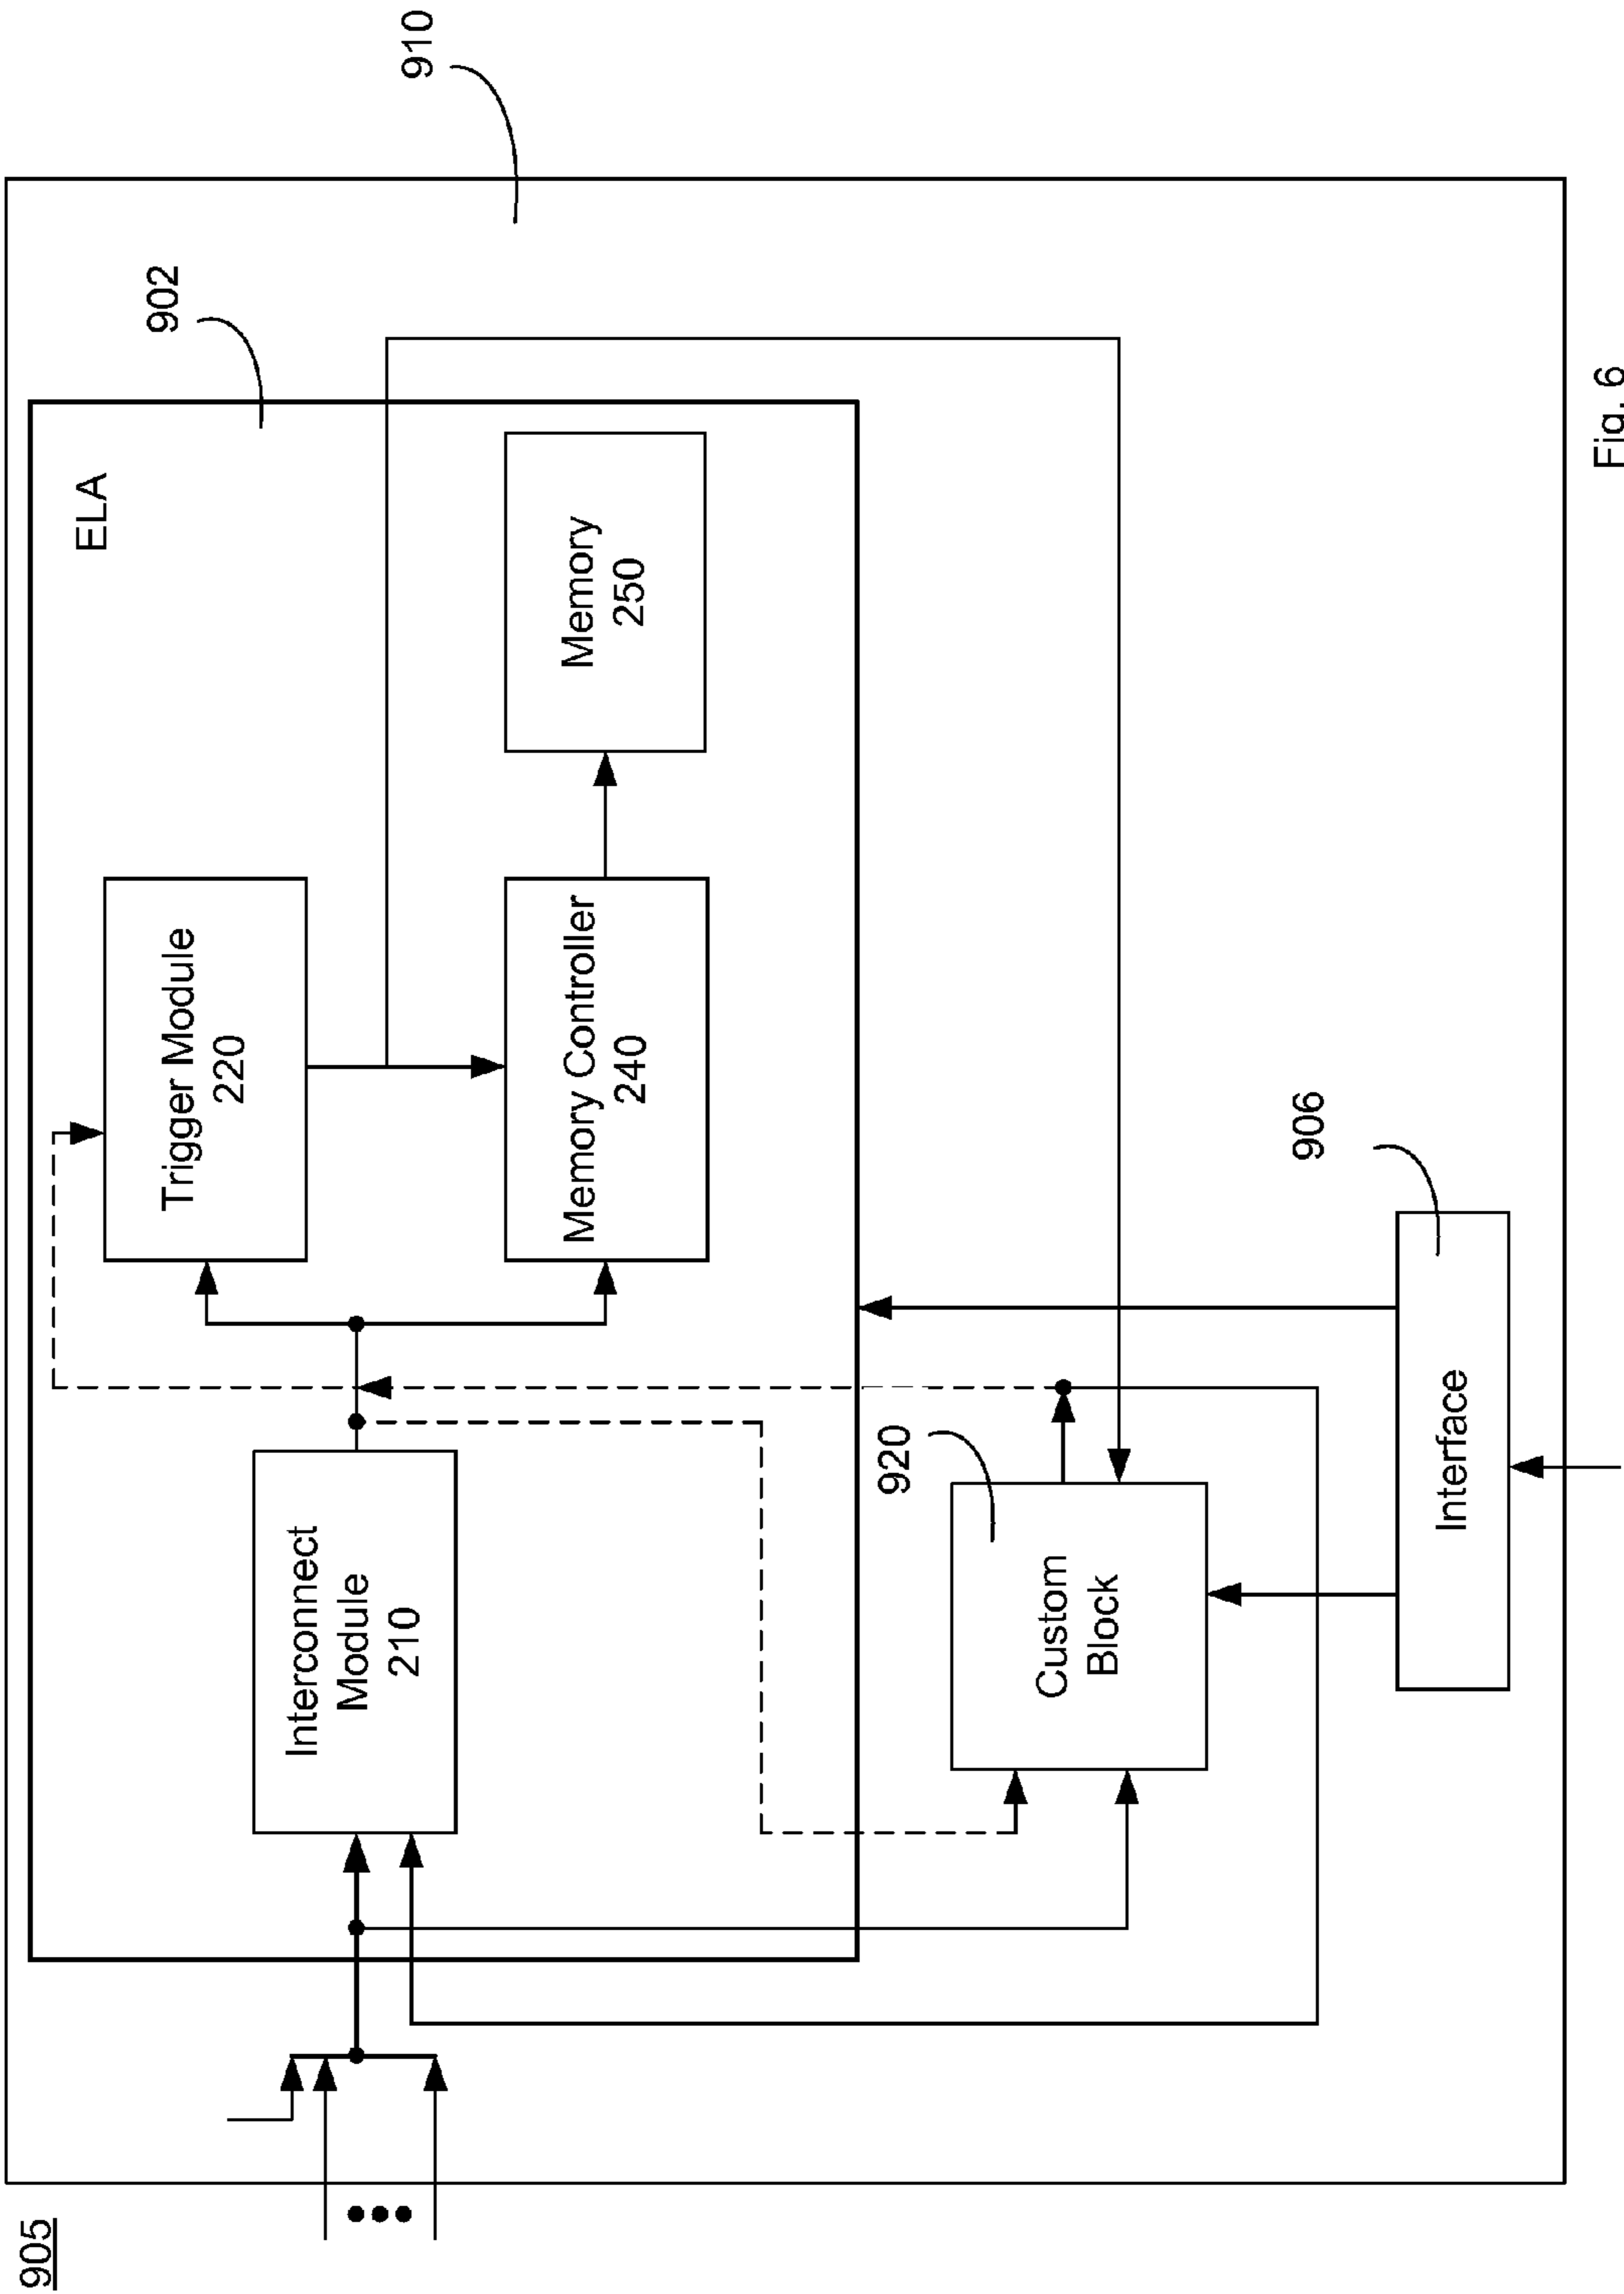 905
910
902
ELA
Trigger Module
220
Interconnect
Module
210
Memory Controller
240
Memory
250
920
Custom
Block
906
Interface
Fig. 6